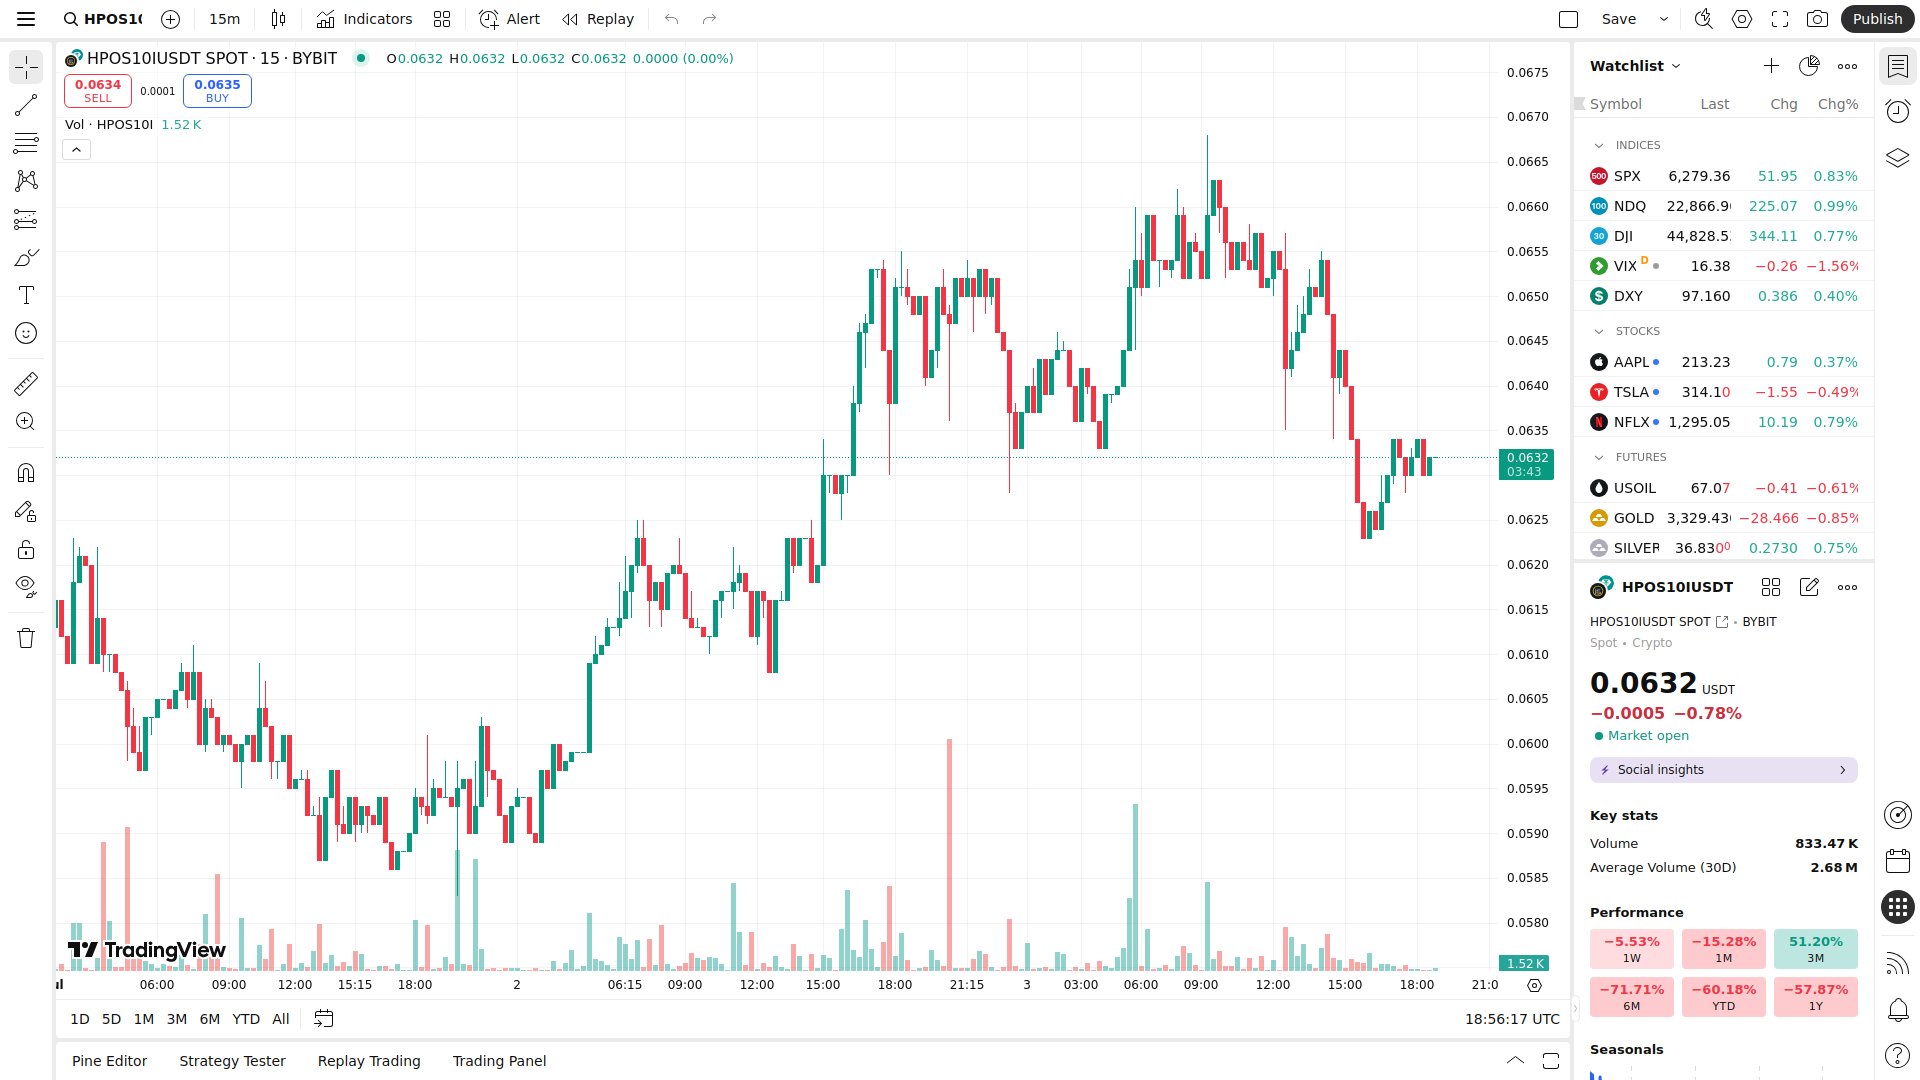 HPOS10
15m
Indicators
Alert
Replay
Save
Publish
HPOS10IUSDT SPOT · 15 · BYBIT
O0.0632 H0.0632 L0.0632 C0.0632 0.0000 (0.00%)
0.0634
SELL
0.0001
0.0635
BUY
Vol · HPOS10I 1.52 K
0.0675
0.0670
0.0665
0.0660
0.0655
0.0650
0.0645
0.0640
0.0635
0.0632
03:43
0.0625
0.0620
0.0615
0.0610
0.0605
0.0600
0.0595
0.0590
0.0585
0.0580
1.52 K
TradingView
06:00 09:00 12:00 15:15 18:00 2 06:15 09:00 12:00 15:00 18:00 21:15 3 03:00 06:00 09:00 12:00 15:00 18:00 21:0
1D 5D 1M 3M 6M YTD All
18:56:17 UTC
Pine Editor Strategy Tester Replay Trading Trading Panel
Watchlist
Symbol Last Chg Chg%
INDICES
500 SPX 6,279.36 51.95 0.83%
100 NDQ 22,866.9 225.07 0.99%
30 DJI 44,828.5 344.11 0.77%
VIX D 16.38 −0.26 −1.56%
DXY 97.160 0.386 0.40%
STOCKS
AAPL 213.23 0.79 0.37%
TSLA 314.10 −1.55 −0.49%
NFLX 1,295.05 10.19 0.79%
FUTURES
USOIL 67.07 −0.41 −0.61%
GOLD 3,329.43 −28.466 −0.85%
SILVER 36.8300 0.2730 0.75%
HPOS10IUSDT
HPOS10IUSDT SPOT • BYBIT
Spot • Crypto
0.0632 USDT
−0.0005 −0.78%
Market open
Social insights
Key stats
Volume 833.47 K
Average Volume (30D) 2.68 M
Performance
−5.53%
1W
−15.28%
1M
51.20%
3M
−71.71%
6M
−60.18%
YTD
−57.87%
1Y
Seasonals